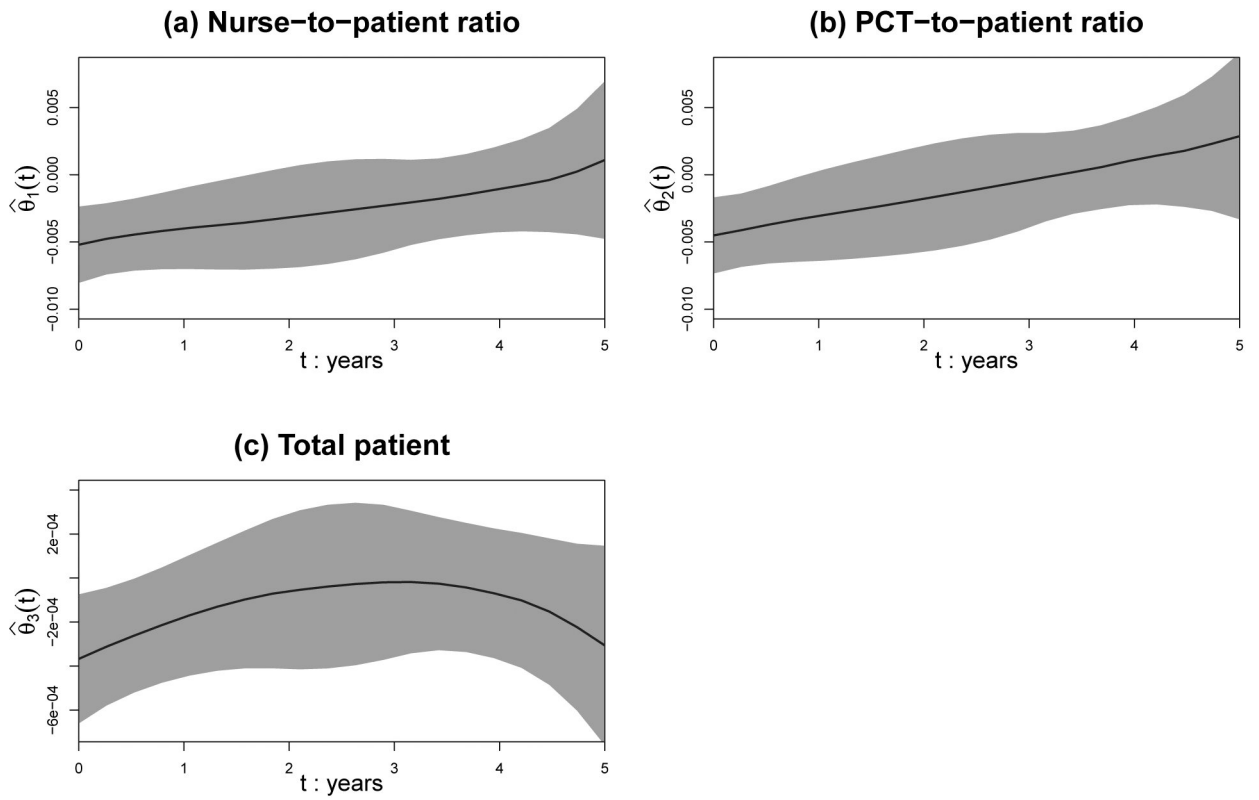 (a) Nurse−to−patient ratio
θ̂₁(t)
0.005
0.000
−0.005
−0.010
0 1 2 3 4 5
t : years
(b) PCT−to−patient ratio
θ̂₂(t)
0.005
0.000
−0.005
−0.010
0 1 2 3 4 5
t : years
(c) Total patient
θ̂₃(t)
2e−04
−2e−04
−6e−04
0 1 2 3 4 5
t : years